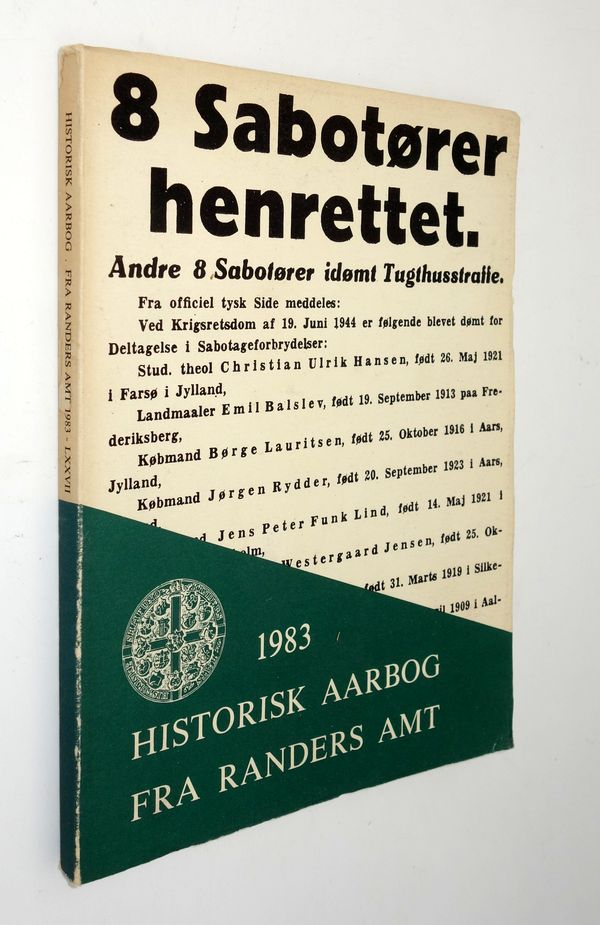 HISTORISK AARBOG . FRA RANDERS AMT 1983 - LXXVII
8 Sabotører
henrettet.
Andre 8 Sabotører idømt Tugthusstraffe.
Fra officiel tysk Side meddeles:
Ved Krigsretsdom af 19. Juni 1944 er følgende blevet dømt for
Deltagelse i Sabotageforbrydelser:
Stud. theol Christian Ulrik Hansen, født 26. Maj 1921
i Farsø i Jylland,
Landmaaler Emil Balslev, født 19. September 1913 paa Fre-
deriksberg,
Købmand Børge Lauritsen, født 25. Oktober 1916 i Aars,
Jylland,
Købmand Jørgen Rydder, født 20. September 1923 i Aars,
Jens Peter Funk Lind, født 14. Maj 1921 i
Westergaard Jensen, født 25. Ok-
født 31. Marts 1919 i Silke-
1909 i Aal-
1983
HISTORISK AARBOG
FRA RANDERS AMT